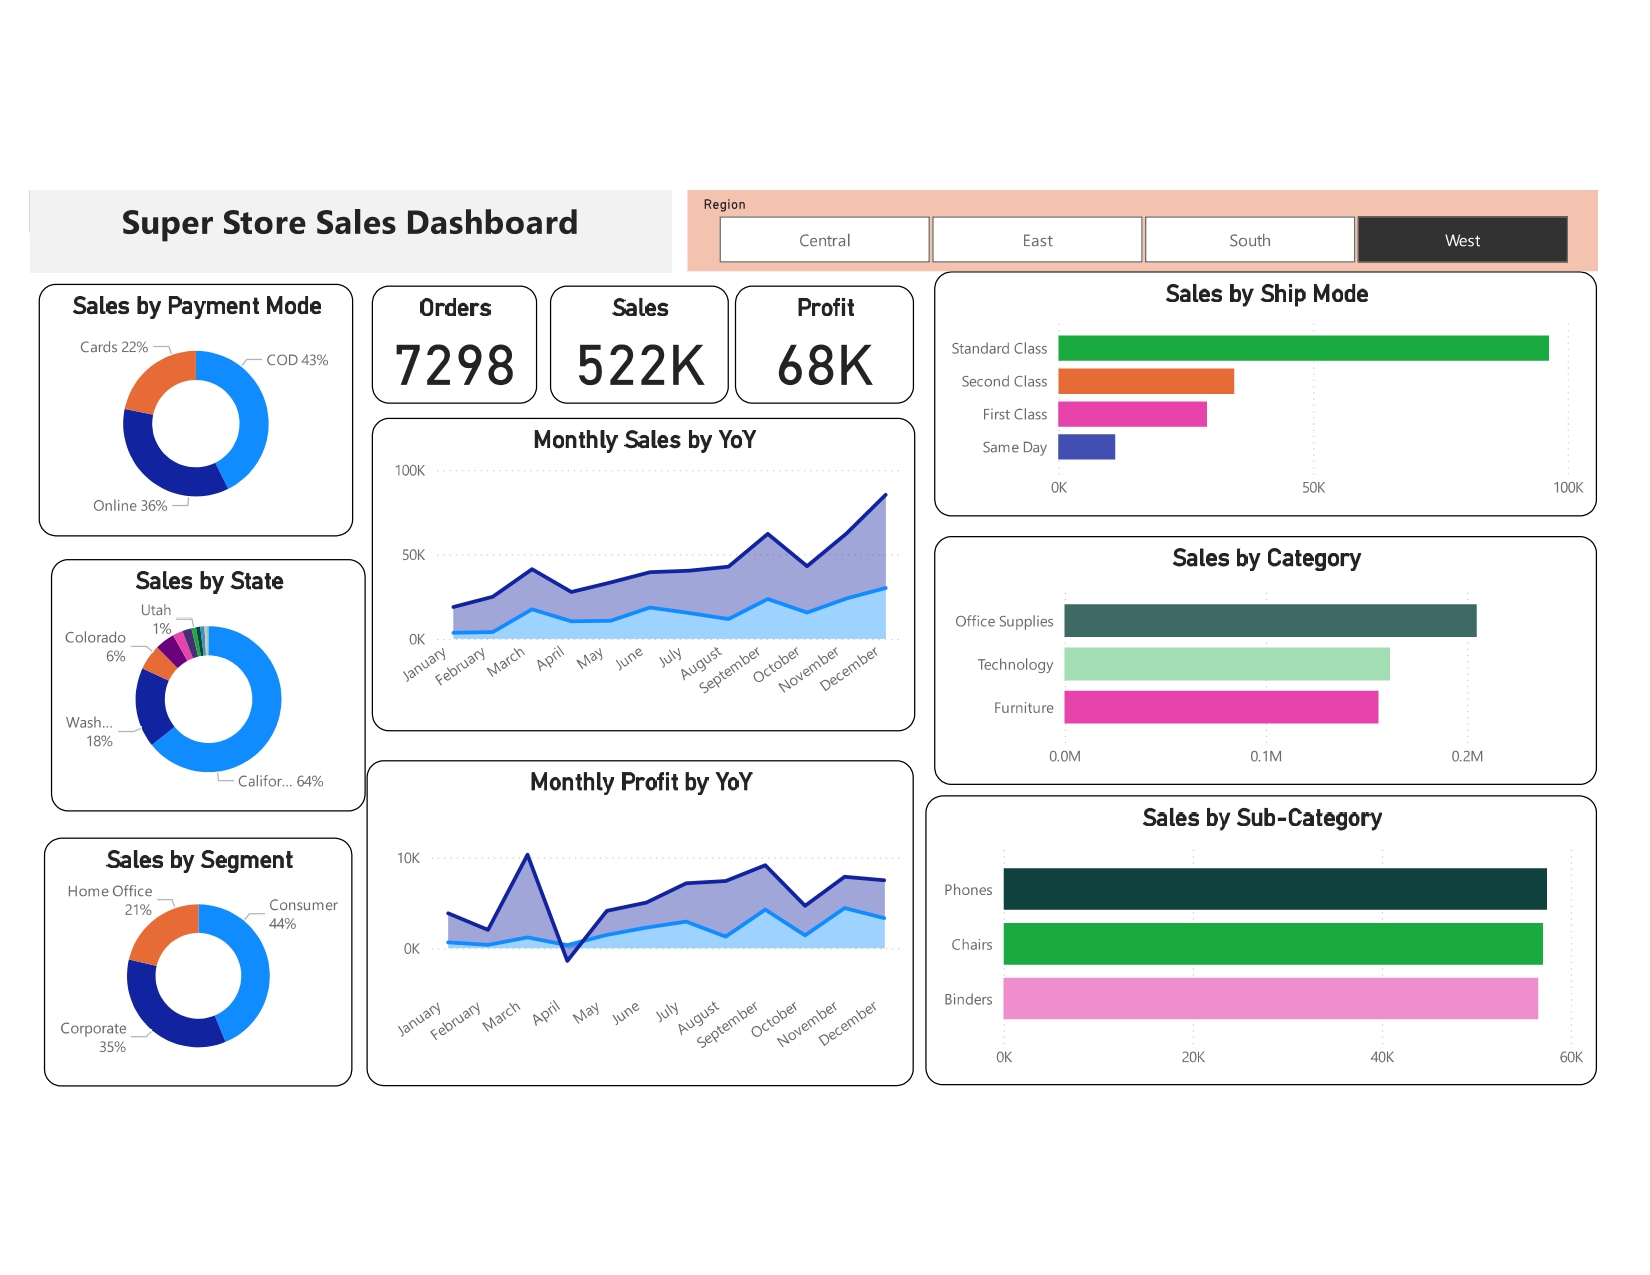 Super Store Sales Dashboard
Region
Central
East
South
West
Sales by Payment Mode
Cards 22%
COD 43%
Online 36%
Orders
7298
Sales
522K
Profit
68K
Sales by Ship Mode
Standard Class
Second Class
First Class
Same Day
0K
50K
100K
Monthly Sales by YoY
100K
50K
0K
January
February
March
April
May
June
July
August
September
October
November
December
Sales by State
Utah
1%
Colorado
6%
Wash...
18%
Califor... 64%
Sales by Category
Office Supplies
Technology
Furniture
0.0M
0.1M
0.2M
Monthly Profit by YoY
10K
0K
January
February
March
April
May
June
July
August
September
October
November
December
Sales by Segment
Home Office
21%
Consumer
44%
Corporate
35%
Sales by Sub-Category
Phones
Chairs
Binders
0K
20K
40K
60K